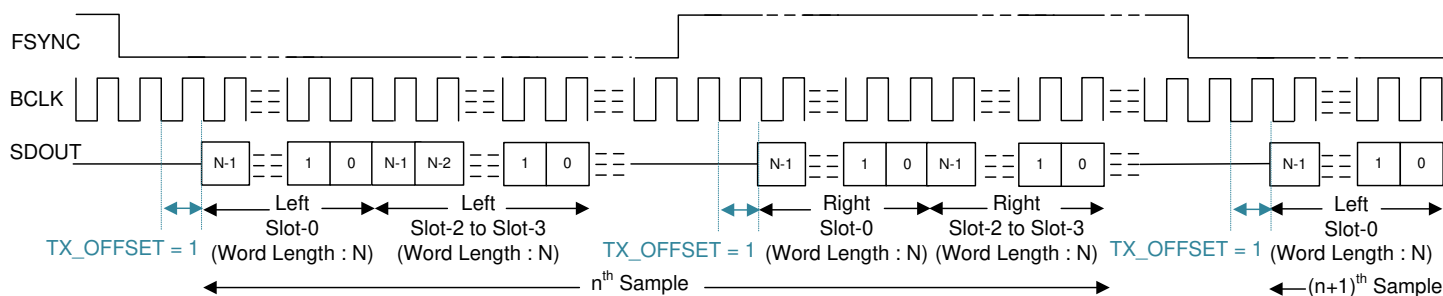 FSYNC
BCLK
SDOUT
N-1 1 0 N-1 N-2 1 0 N-1 1 0 N-1 1 0 N-1 1 0
Left Left Right Right Left
Slot-0 Slot-2 to Slot-3 Slot-0 Slot-2 to Slot-3 Slot-0
TX_OFFSET = 1 (Word Length : N) (Word Length : N) TX_OFFSET = 1 (Word Length : N) (Word Length : N) TX_OFFSET = 1 (Word Length : N)
nth Sample (n+1)th Sample